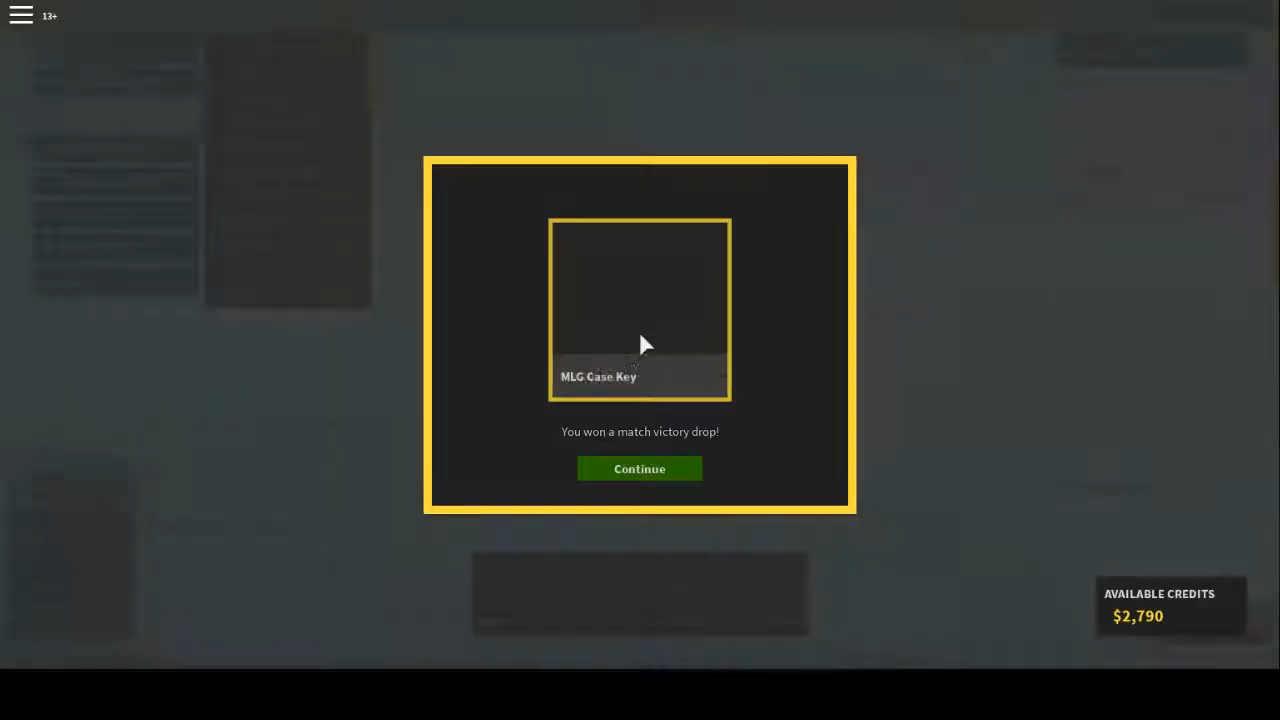 13+
MLG Case Key
You won a match victory drop!
Continue
AVAILABLE CREDITS
$2,790